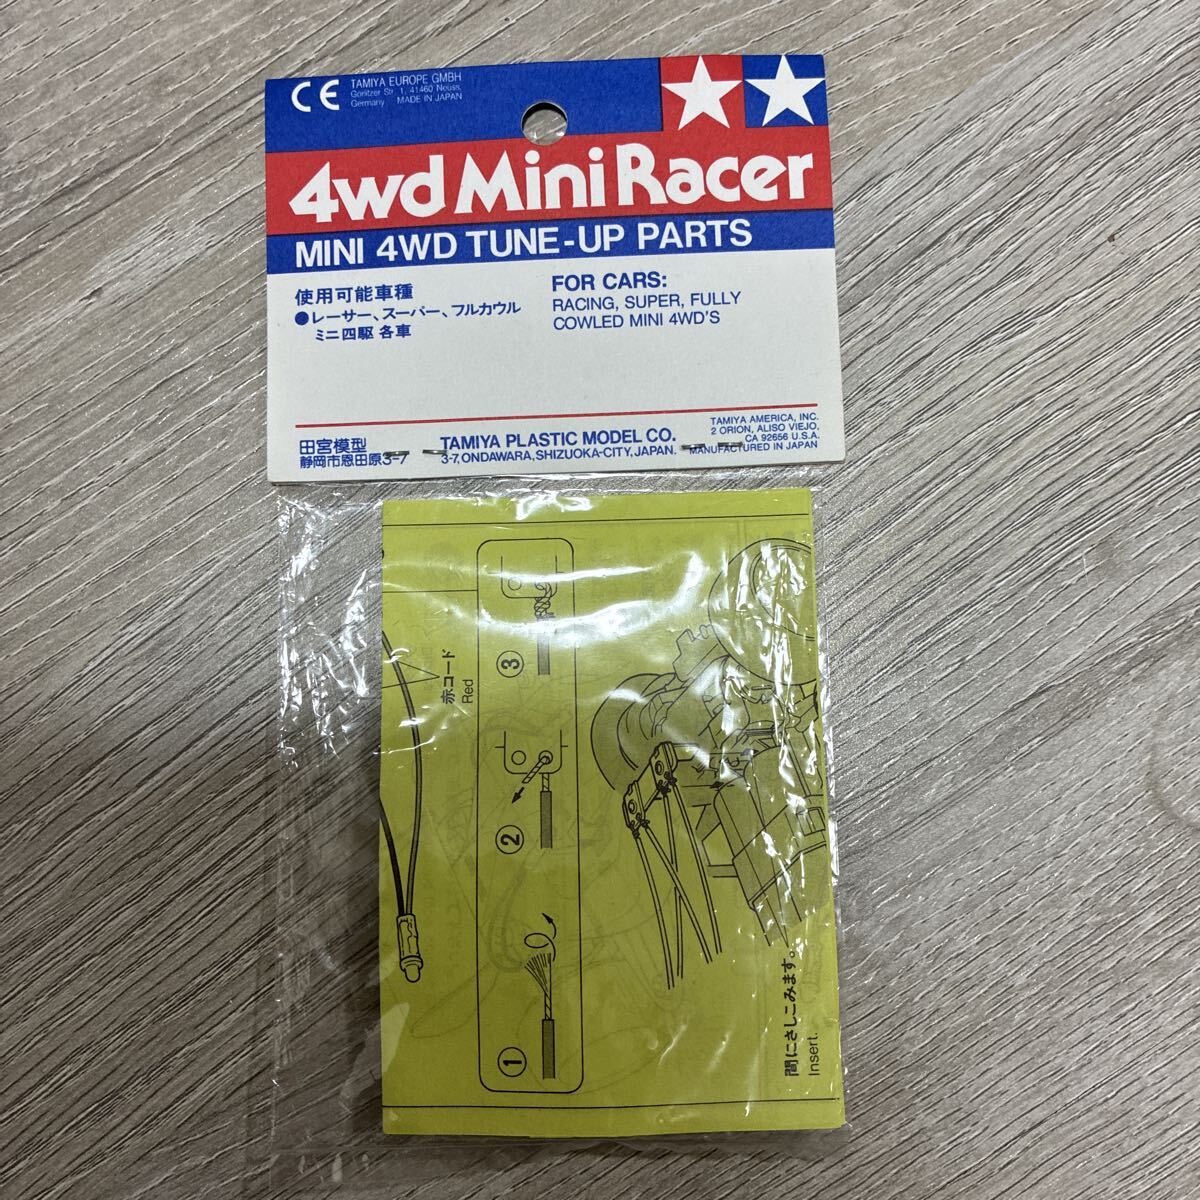 CE
TAMIYA EUROPE GMBH
Gorlitzer Str. 1, 41460 Neuss,
Germany MADE IN JAPAN
4wd Mini Racer
MINI 4WD TUNE-UP PARTS
使用可能車種
●レーサー、スーパー、フルカウル
ミニ四駆 各車
FOR CARS:
RACING, SUPER, FULLY
COWLED MINI 4WD'S
田宮模型
静岡市恩田原3-7
TAMIYA PLASTIC MODEL CO.
3-7, ONDAWARA, SHIZUOKA-CITY, JAPAN.
TAMIYA AMERICA, INC.
2 ORION, ALISO VIEJO,
CA 92656 U.S.A.
MANUFACTURED IN JAPAN
赤コード
Red
①
②
③
間にさしこみます。
Insert.